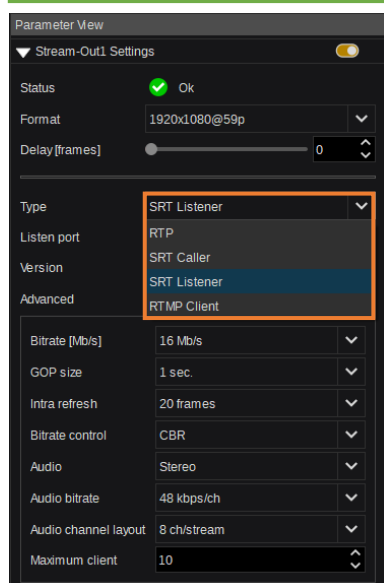 Parameter View
Stream-Out1 Settings
Status Ok
Format 1920x1080@59p
Delay[frames] 0
Type SRT Listener
Listen port RTP
SRT Caller
Version
SRT Listener
Advanced
RTMP Client
Bitrate [Mb/s] 16 Mb/s
GOP size 1 sec.
Intra refresh 20 frames
Bitrate control CBR
Audio Stereo
Audio bitrate 48 kbps/ch
Audio channel layout 8 ch/stream
Maximum client 10